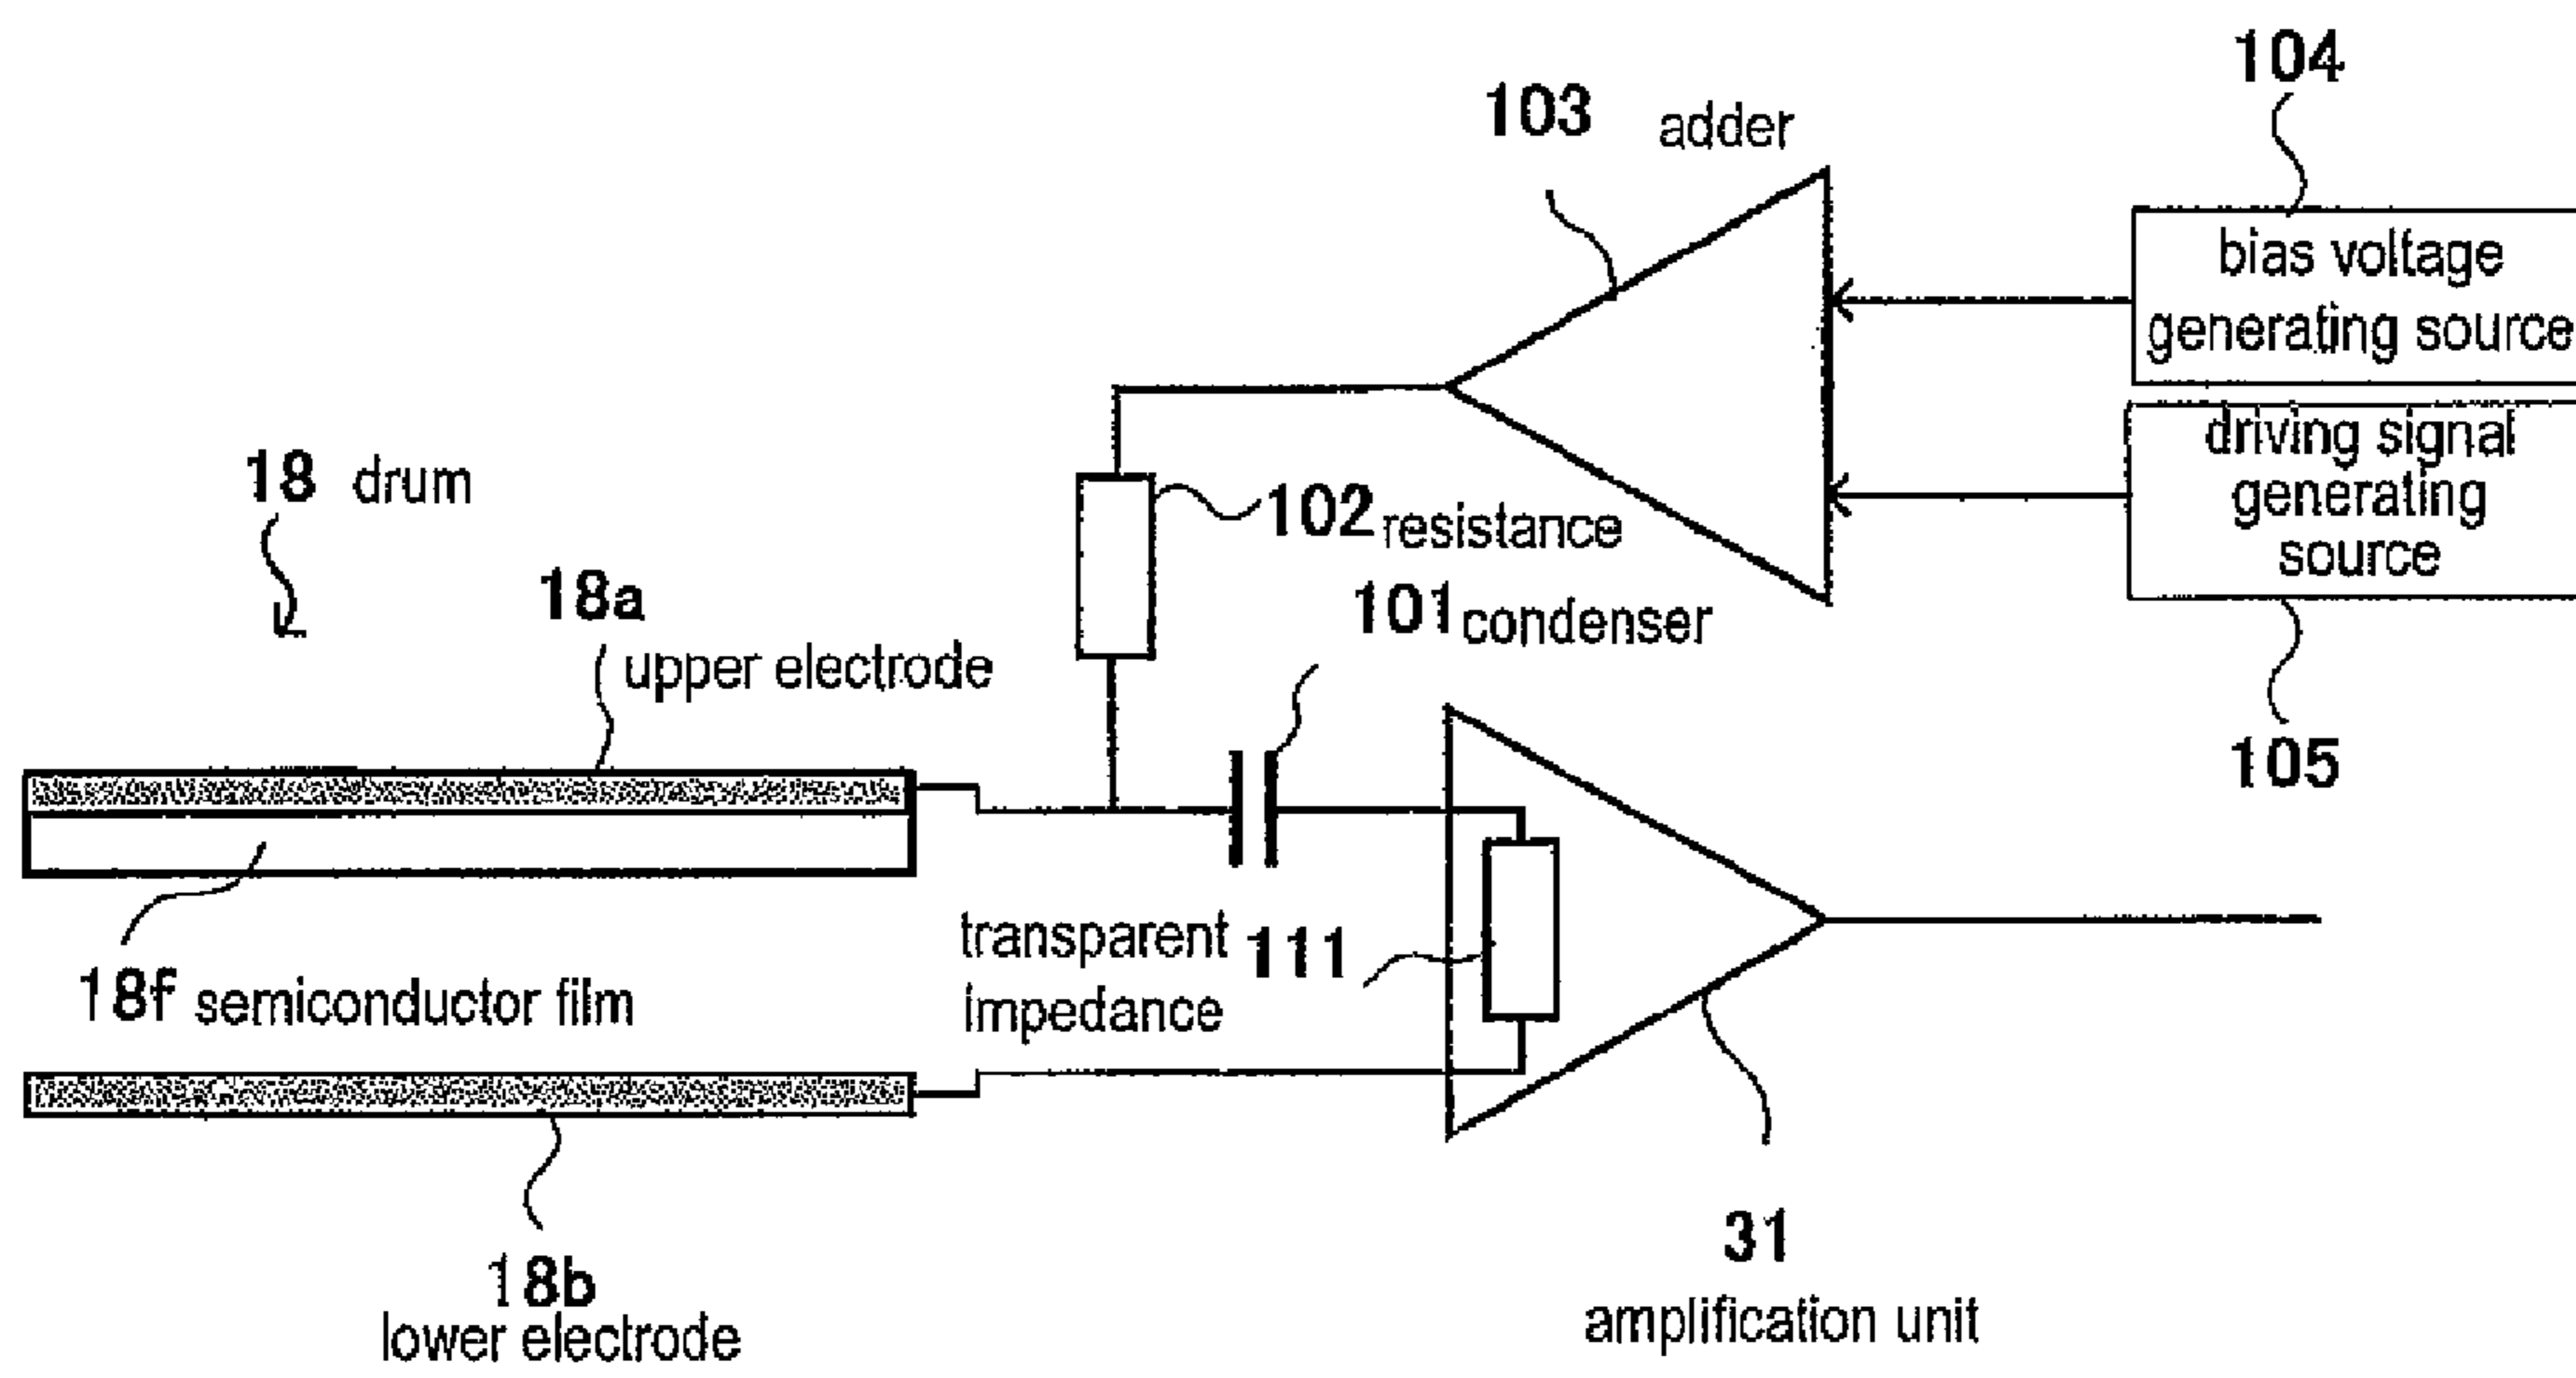 104
103 adder
bias voltage
generating source
driving signal
generating
source
105
18 drum
102 resistance
101 condenser
18a
upper electrode
transparent
impedance
111
18f semiconductor film
18b
lower electrode
31
amplification unit